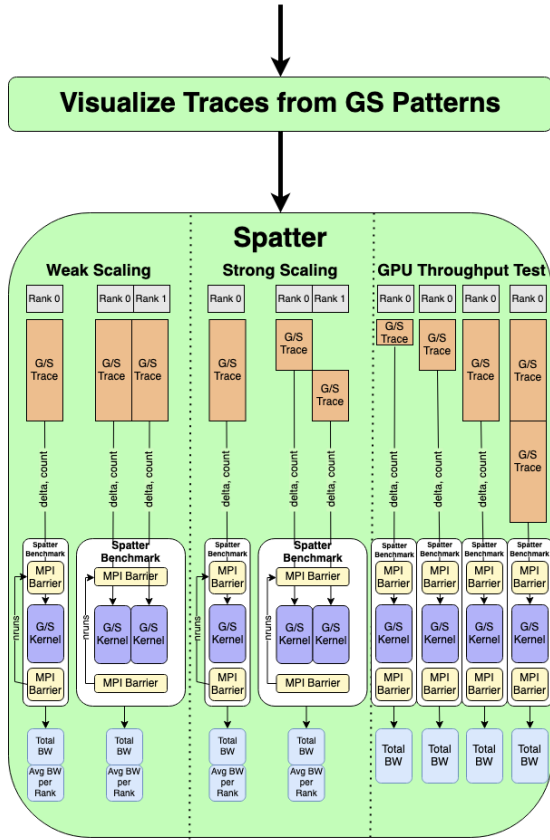 Visualize Traces from GS Patterns
Spatter
Weak Scaling
Strong Scaling
GPU Throughput Test
Rank 0
Rank 0
Rank 1
Rank 0
Rank 0
Rank 1
Rank 0
Rank 0
Rank 0
Rank 0
G/S
Trace
G/S
Trace
G/S
Trace
G/S
Trace
G/S
Trace
G/S
Trace
G/S
Trace
G/S
Trace
G/S
Trace
G/S
Trace
G/S
Trace
delta, count
delta, count
delta, count
delta, count
delta, count
delta, count
delta, count
delta, count
delta, count
Spatter
Benchmark
MPI
Barrier
G/S
Kernel
MPI
Barrier
nruns
Total
BW
Avg BW
per
Rank
Spatter
Benchmark
MPI Barrier
G/S
Kernel
G/S
Kernel
MPI Barrier
nruns
Total
BW
Avg BW
per
Rank
Spatter
Benchmark
MPI
Barrier
G/S
Kernel
MPI
Barrier
nruns
Total
BW
Avg BW
per
Rank
Spatter
Benchmark
MPI Barrier
G/S
Kernel
G/S
Kernel
MPI Barrier
nruns
Total
BW
Avg BW
per
Rank
Spatter
Benchmark
MPI
Barrier
G/S
Kernel
MPI
Barrier
Total
BW
Spatter
Benchmark
MPI
Barrier
G/S
Kernel
MPI
Barrier
Total
BW
Spatter
Benchmark
MPI
Barrier
G/S
Kernel
MPI
Barrier
Total
BW
Spatter
Benchmark
MPI
Barrier
G/S
Kernel
MPI
Barrier
Total
BW